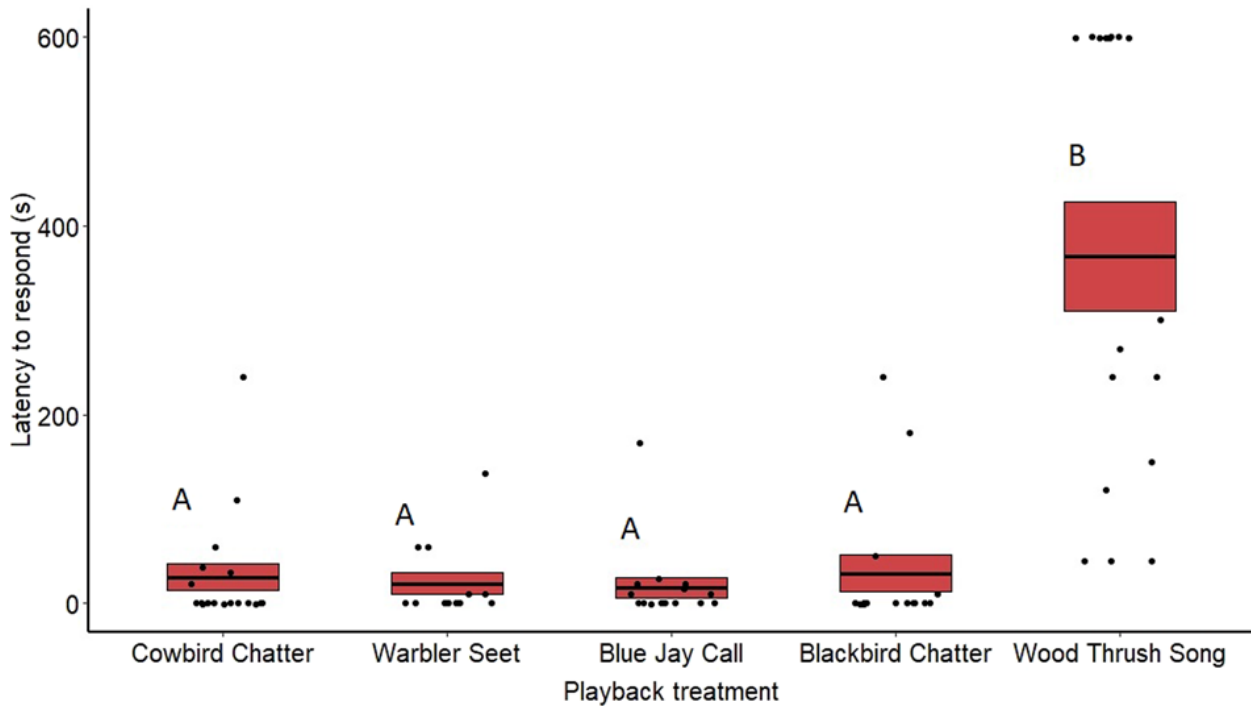 600
400
200
0
Latency to respond (s)
A
A
A
A
B
Cowbird Chatter
Warbler Seet
Blue Jay Call
Blackbird Chatter
Wood Thrush Song
Playback treatment